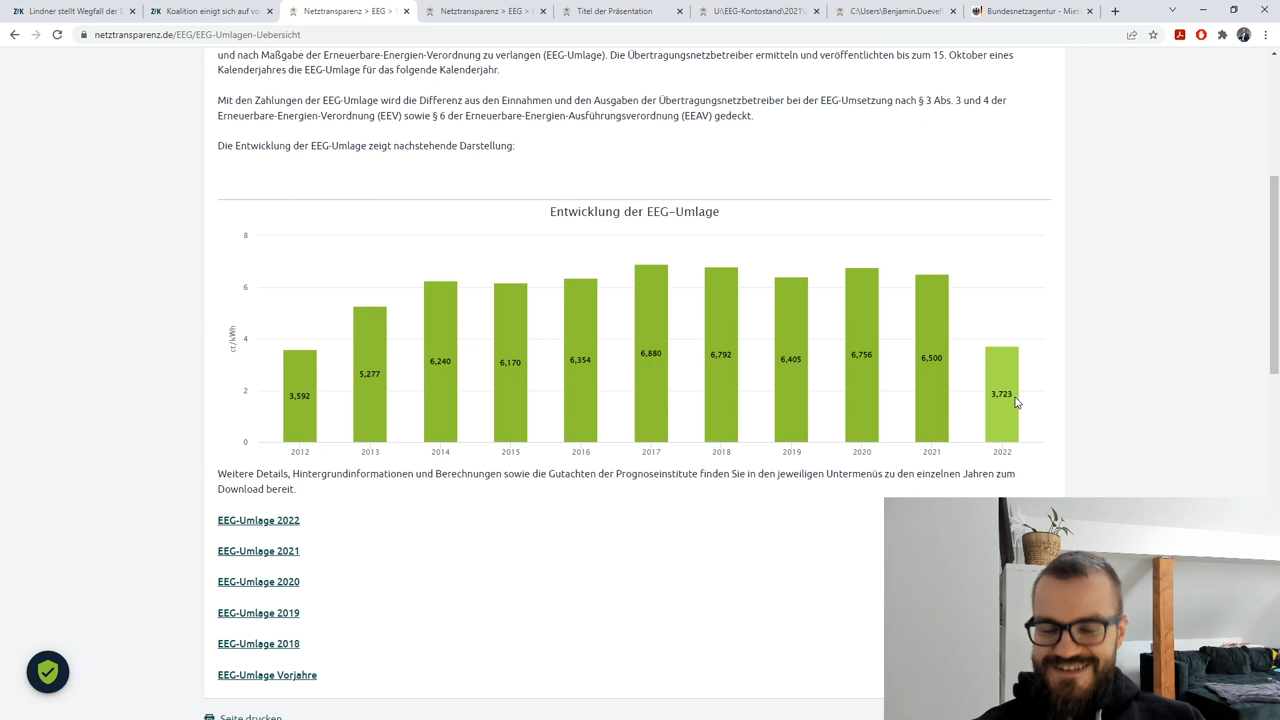 Lindner stellt Wegfall der E
Koalition einigt sich auf vo
Netztransparenz > EEG >
Netztransparenz > EEG >
Titel der Präsentation
U:\EEG-Kontostand\2021\
C:\Users\Benjamin.Duevel
Bundesnetzagentur - Miet
netztransparenz.de/EEG/EEG-Umlagen-Uebersicht
und nach Maßgabe der Erneuerbare-Energien-Verordnung zu verlangen (EEG-Umlage). Die Übertragungsnetzbetreiber ermitteln und veröffentlichten bis zum 15. Oktober eines
Kalenderjahres die EEG-Umlage für das folgende Kalenderjahr.
Mit den Zahlungen der EEG-Umlage wird die Differenz aus den Einnahmen und den Ausgaben der Übertragungsnetzbetreiber bei der EEG-Umsetzung nach § 3 Abs. 3 und 4 der
Erneuerbare-Energien-Verordnung (EEV) sowie § 6 der Erneuerbare-Energien-Ausführungsverordnung (EEAV) gedeckt.
Die Entwicklung der EEG-Umlage zeigt nachstehende Darstellung:
Entwicklung der EEG-Umlage
8
6
4
2
0
ct/kWh
3,592
5,277
6,240
6,170
6,354
6,880
6,792
6,405
6,756
6,500
3,723
2012 2013 2014 2015 2016 2017 2018 2019 2020 2021 2022
Weitere Details, Hintergrundinformationen und Berechnungen sowie die Gutachten der Prognoseinstitute finden Sie in den jeweiligen Untermenüs zu den einzelnen Jahren zum
Download bereit.
EEG-Umlage 2022
EEG-Umlage 2021
EEG-Umlage 2020
EEG-Umlage 2019
EEG-Umlage 2018
EEG-Umlage Vorjahre
Seite drucken